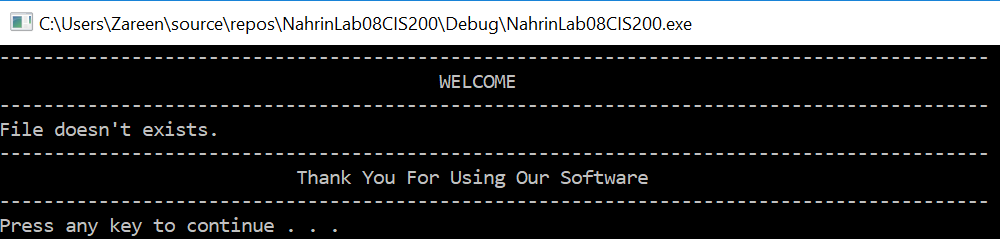 C:\Users\Zareen\source\repos\NahrinLab08CIS200\Debug\NahrinLab08CIS200.exe
------------------------------------------------------------------------------------------
WELCOME
------------------------------------------------------------------------------------------
File doesn't exists.
------------------------------------------------------------------------------------------
Thank You For Using Our Software
------------------------------------------------------------------------------------------
Press any key to continue . . .